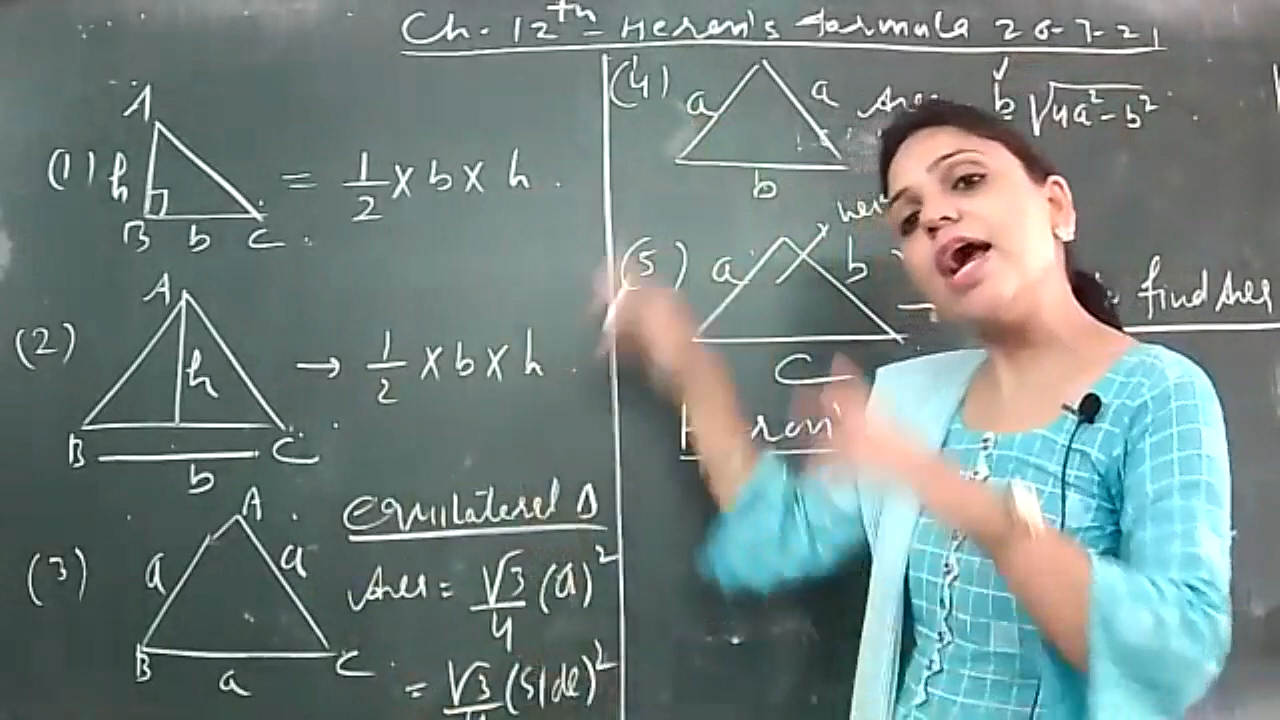 Ch. 12th - Heron's formula 26-7-21
(1) A
h
B b C
= 1/2 × b × h .
(2) A
h
B C
b
→ 1/2 × b × h .
(3) A
a a
B C
a
Equilateral Δ
Area = √3/4 (a)²
= √3/4 (side)²
(4) a a
b
b √4a²-b²
(5) a b
C
find Area